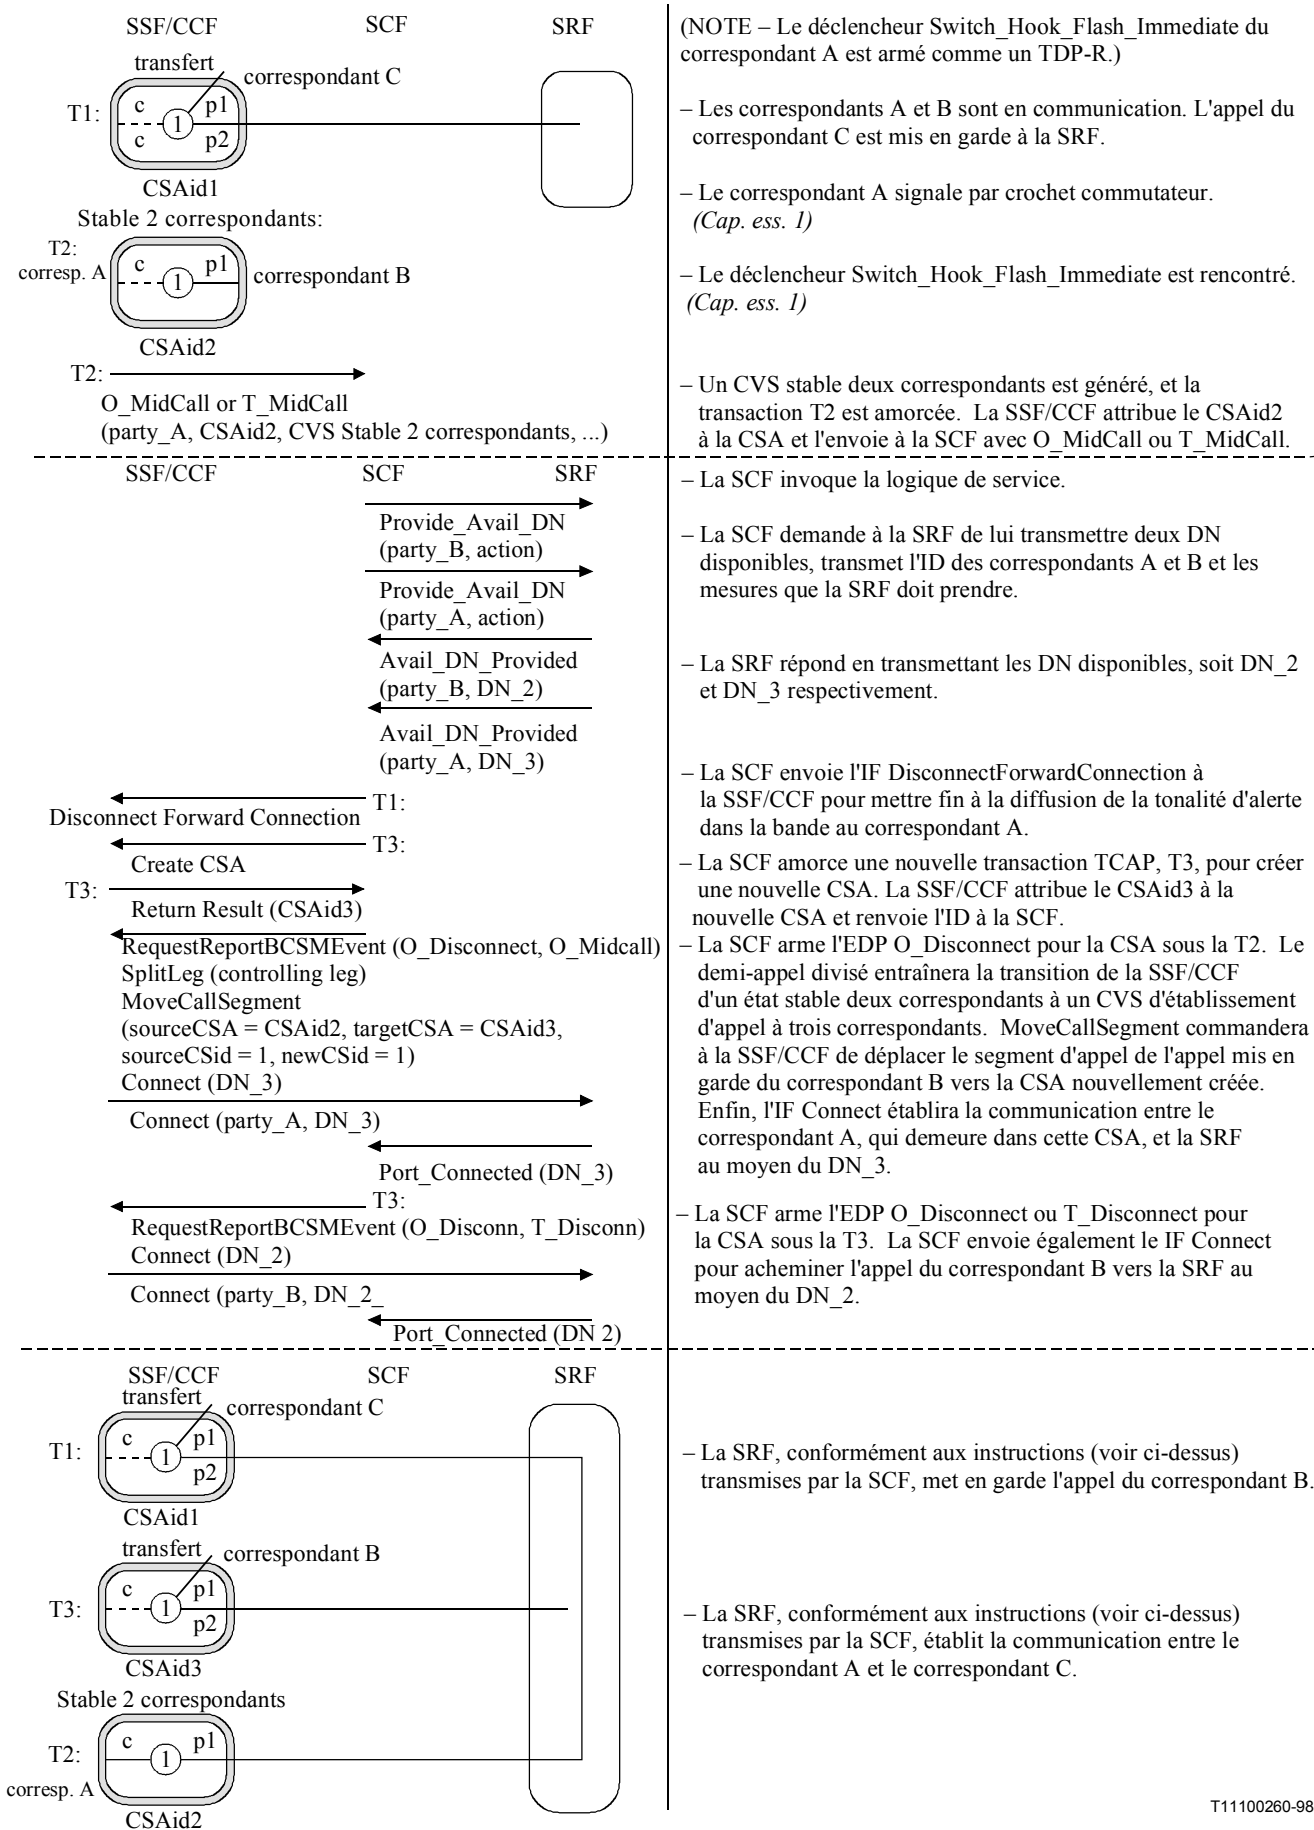 SSF/CCF SCF SRF
transfert
correspondant C
T1:
c p1
1
c p2
CSAid1
Stable 2 correspondants:
T2:
corresp. A
c p1
1
correspondant B
CSAid2
T2:
O_MidCall or T_MidCall
(party_A, CSAid2, CVS Stable 2 correspondants, ...)
(NOTE – Le déclencheur Switch_Hook_Flash_Immediate du
correspondant A est armé comme un TDP-R.)
– Les correspondants A et B sont en communication. L'appel du
correspondant C est mis en garde à la SRF.
– Le correspondant A signale par crochet commutateur.
(Cap. ess. 1)
– Le déclencheur Switch_Hook_Flash_Immediate est rencontré.
(Cap. ess. 1)
– Un CVS stable deux correspondants est généré, et la
transaction T2 est amorcée. La SSF/CCF attribue le CSAid2
à la CSA et l'envoie à la SCF avec O_MidCall ou T_MidCall.
SSF/CCF SCF SRF
Provide_Avail_DN
(party_B, action)
Provide_Avail_DN
(party_A, action)
Avail_DN_Provided
(party_B, DN_2)
Avail_DN_Provided
(party_A, DN_3)
T1:
Disconnect Forward Connection
T3:
Create CSA
T3:
Return Result (CSAid3)
RequestReportBCSMEvent (O_Disconnect, O_Midcall)
SplitLeg (controlling leg)
MoveCallSegment
(sourceCSA = CSAid2, targetCSA = CSAid3,
sourceCSid = 1, newCSid = 1)
Connect (DN_3)
Connect (party_A, DN_3)
Port_Connected (DN_3)
T3:
RequestReportBCSMEvent (O_Disconn, T_Disconn)
Connect (DN_2)
Connect (party_B, DN_2_
Port_Connected (DN 2)
– La SCF invoque la logique de service.
– La SCF demande à la SRF de lui transmettre deux DN
disponibles, transmet l'ID des correspondants A et B et les
mesures que la SRF doit prendre.
– La SRF répond en transmettant les DN disponibles, soit DN_2
et DN_3 respectivement.
– La SCF envoie l'IF DisconnectForwardConnection à
la SSF/CCF pour mettre fin à la diffusion de la tonalité d'alerte
dans la bande au correspondant A.
– La SCF amorce une nouvelle transaction TCAP, T3, pour créer
une nouvelle CSA. La SSF/CCF attribue le CSAid3 à la
nouvelle CSA et renvoie l'ID à la SCF.
– La SCF arme l'EDP O_Disconnect pour la CSA sous la T2. Le
demi-appel divisé entraînera la transition de la SSF/CCF
d'un état stable deux correspondants à un CVS d'établissement
d'appel à trois correspondants. MoveCallSegment commandera
à la SSF/CCF de déplacer le segment d'appel de l'appel mis en
garde du correspondant B vers la CSA nouvellement créée.
Enfin, l'IF Connect établira la communication entre le
correspondant A, qui demeure dans cette CSA, et la SRF
au moyen du DN_3.
– La SCF arme l'EDP O_Disconnect ou T_Disconnect pour
la CSA sous la T3. La SCF envoie également le IF Connect
pour acheminer l'appel du correspondant B vers la SRF au
moyen du DN_2.
SSF/CCF SCF SRF
transfert
correspondant C
T1:
c p1
1
p2
CSAid1
transfert
correspondant B
T3:
c p1
1
p2
CSAid3
Stable 2 correspondants
T2:
corresp. A
c p1
1
CSAid2
– La SRF, conformément aux instructions (voir ci-dessus)
transmises par la SCF, met en garde l'appel du correspondant B.
– La SRF, conformément aux instructions (voir ci-dessus)
transmises par la SCF, établit la communication entre le
correspondant A et le correspondant C.
T11100260-98